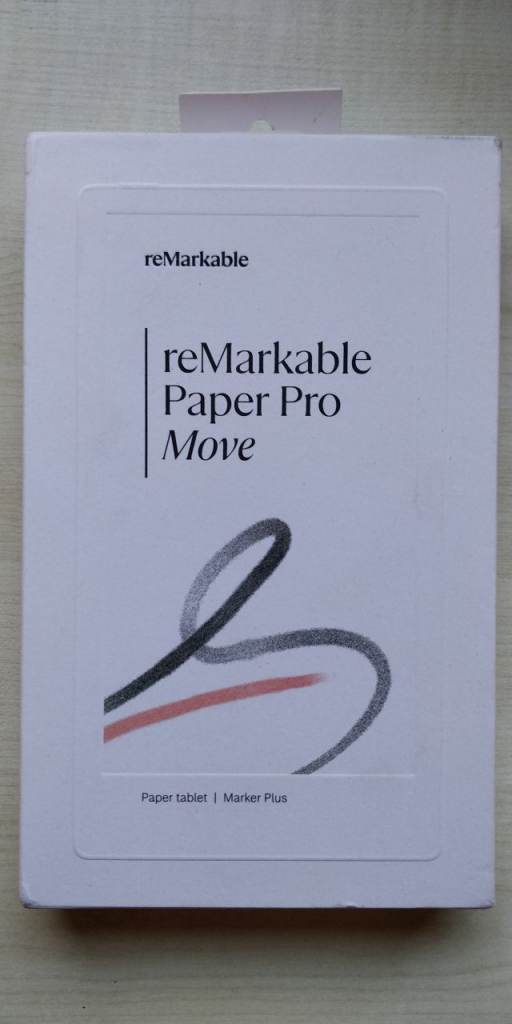 reMarkable
reMarkable
Paper Pro
Move
Paper tablet | Marker Plus